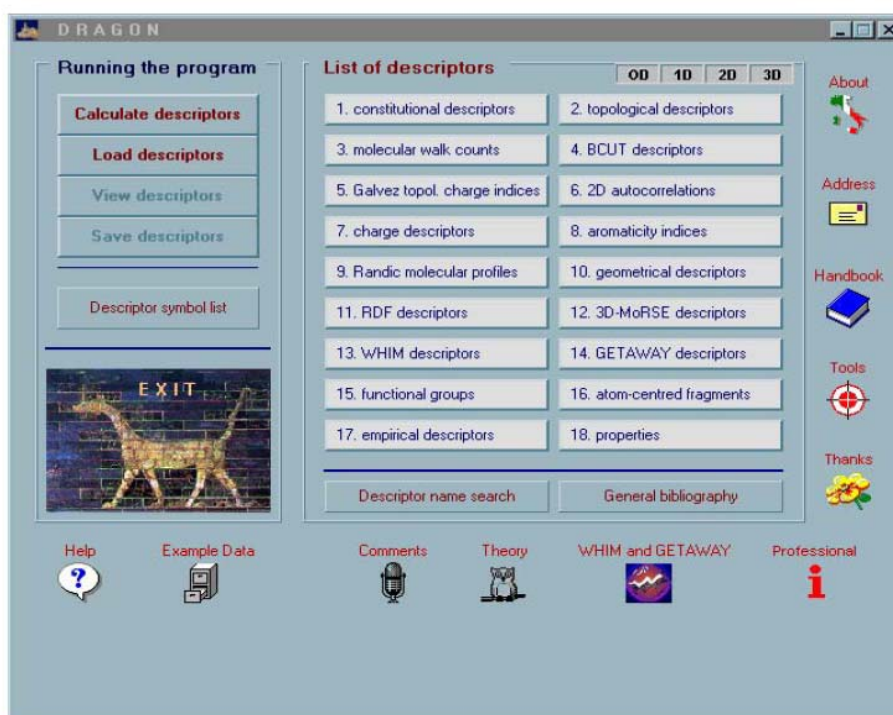 DRAGON
Running the program
Calculate descriptors
Load descriptors
View descriptors
Save descriptors
Descriptor symbol list
EXIT
List of descriptors
0D 1D 2D 3D
1. constitutional descriptors
2. topological descriptors
3. molecular walk counts
4. BCUT descriptors
5. Galvez topol. charge indices
6. 2D autocorrelations
7. charge descriptors
8. aromaticity indices
9. Randic molecular profiles
10. geometrical descriptors
11. RDF descriptors
12. 3D-MoRSE descriptors
13. WHIM descriptors
14. GETAWAY descriptors
15. functional groups
16. atom-centred fragments
17. empirical descriptors
18. properties
Descriptor name search
General bibliography
About
Address
Handbook
Tools
Thanks
Help
Example Data
Comments
Theory
WHIM and GETAWAY
Professional